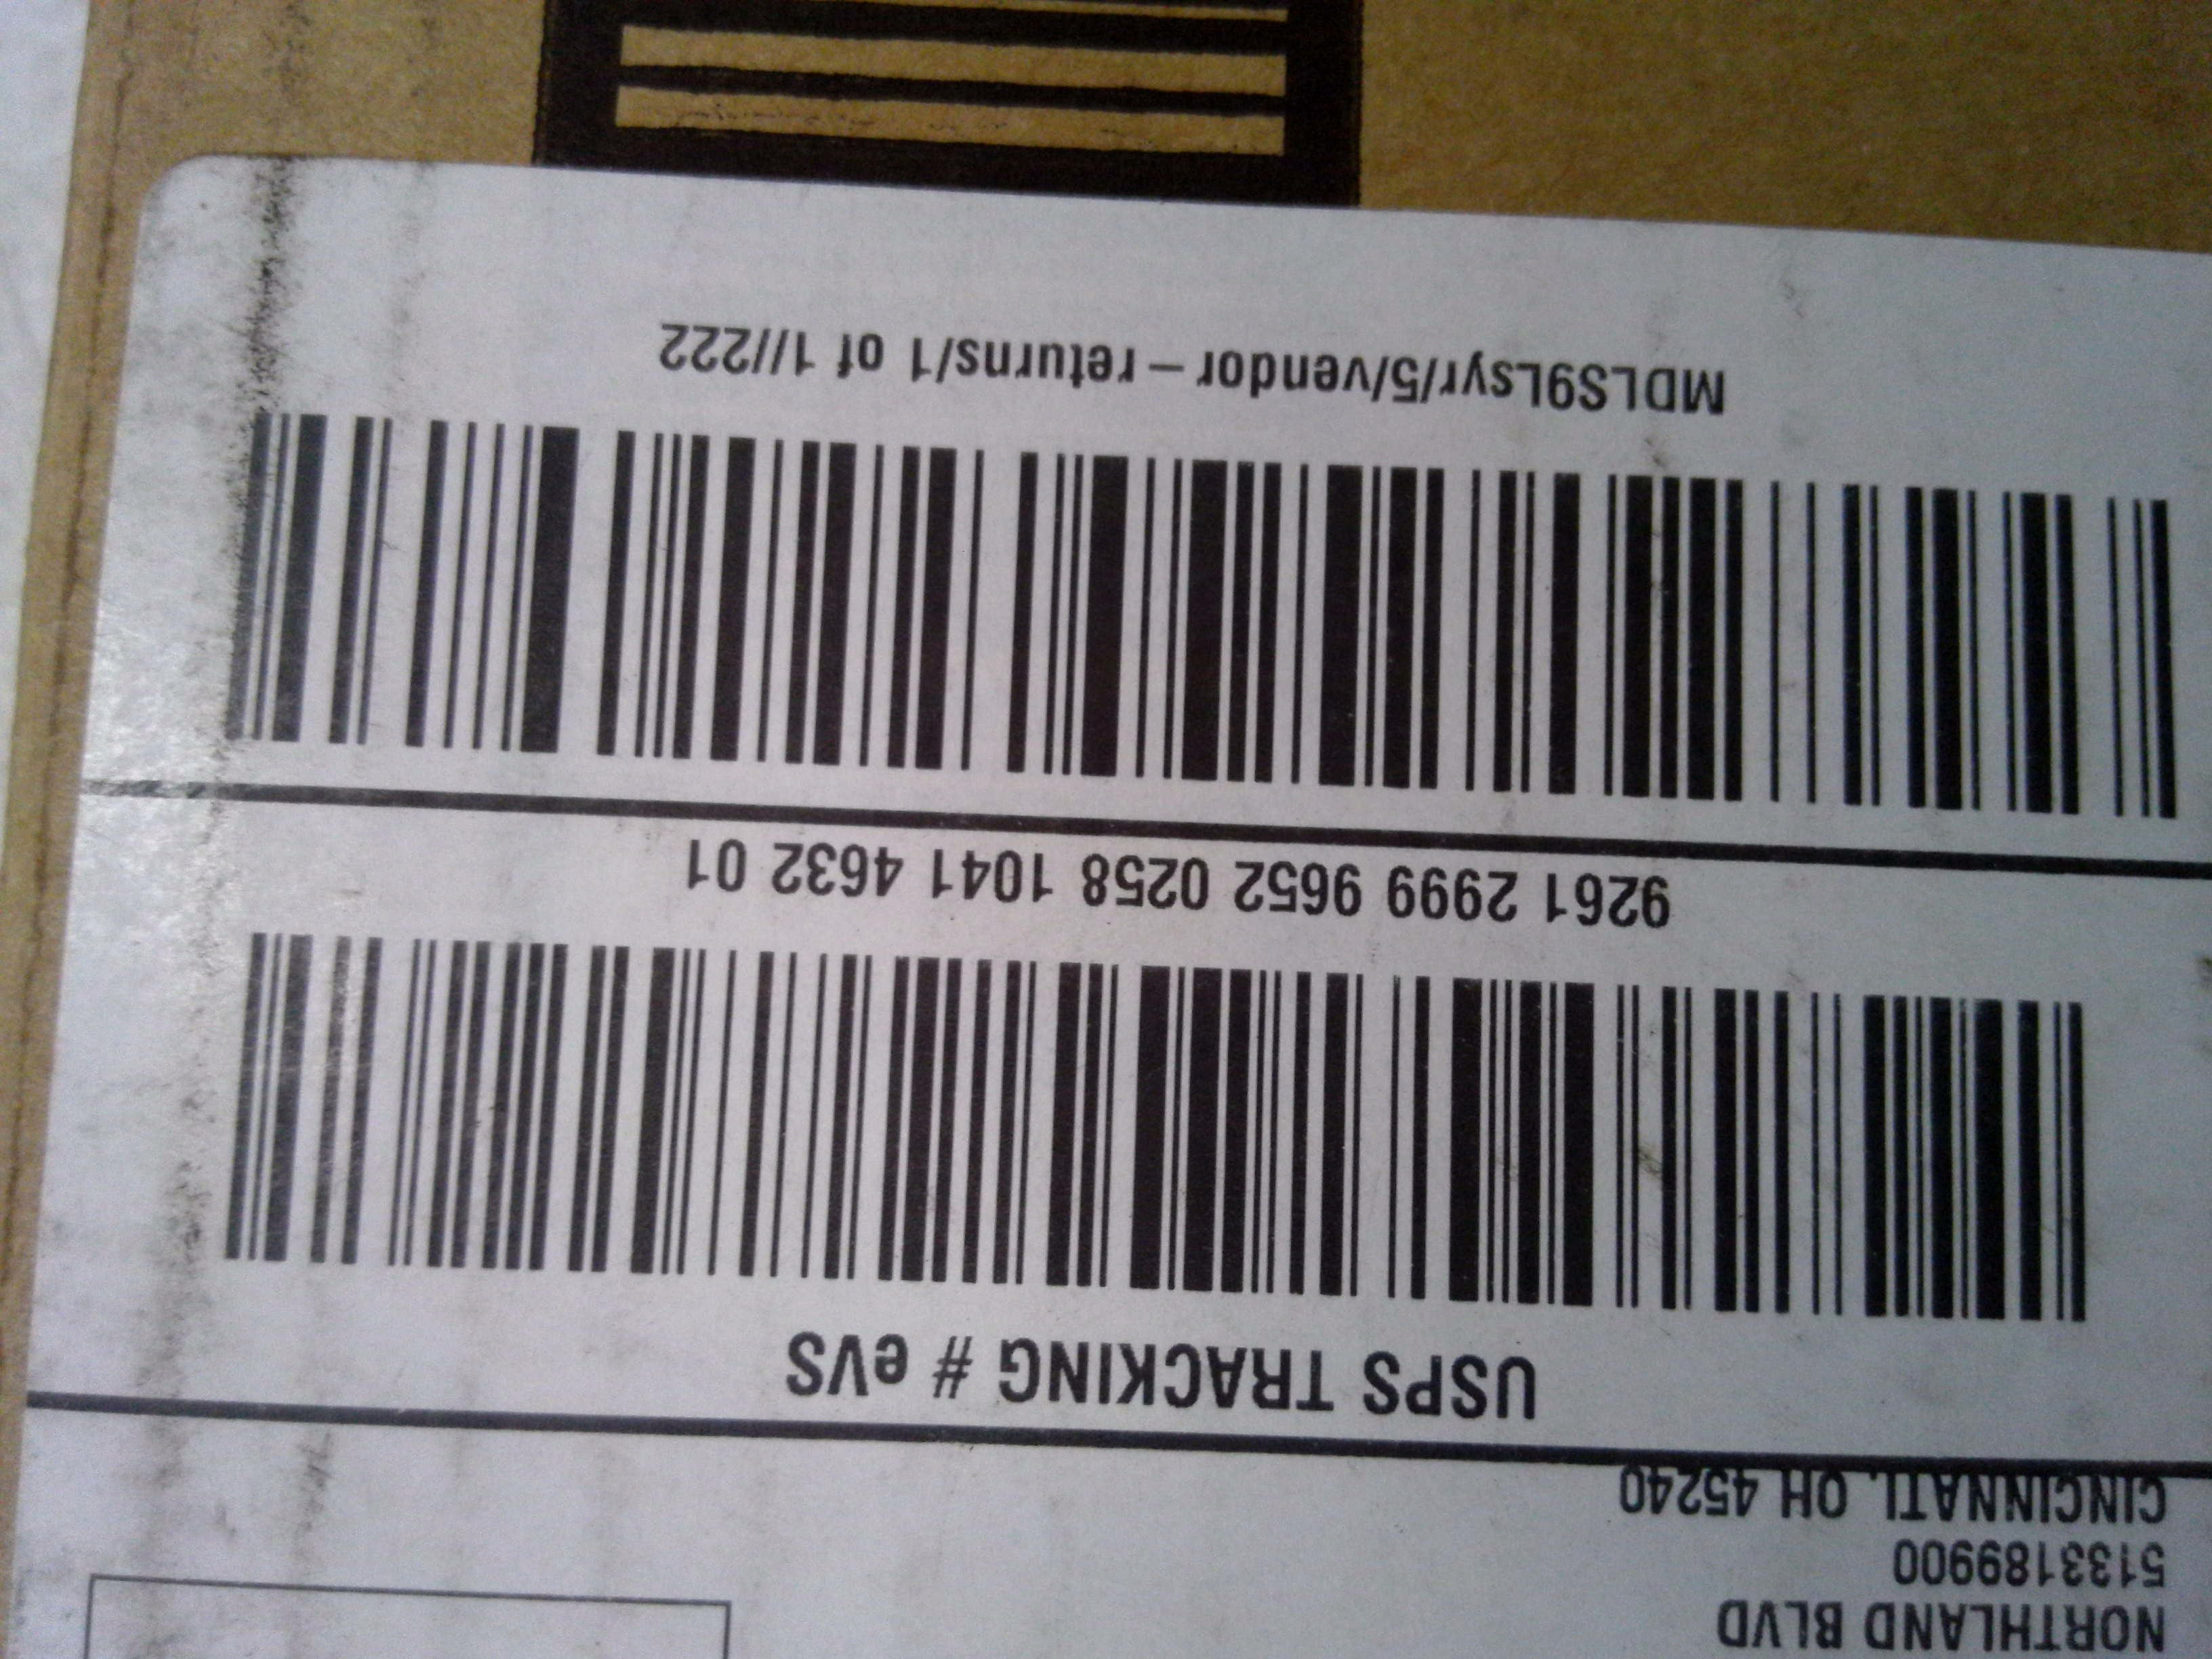 NORTHLAND BLVD
5133189900
CINCINNATI, OH 45240
USPS TRACKING # eVS
9261 2999 9652 0258 1041 4632 01
MDLS9Lsyr/5/vendor – returns/1 of 1//222